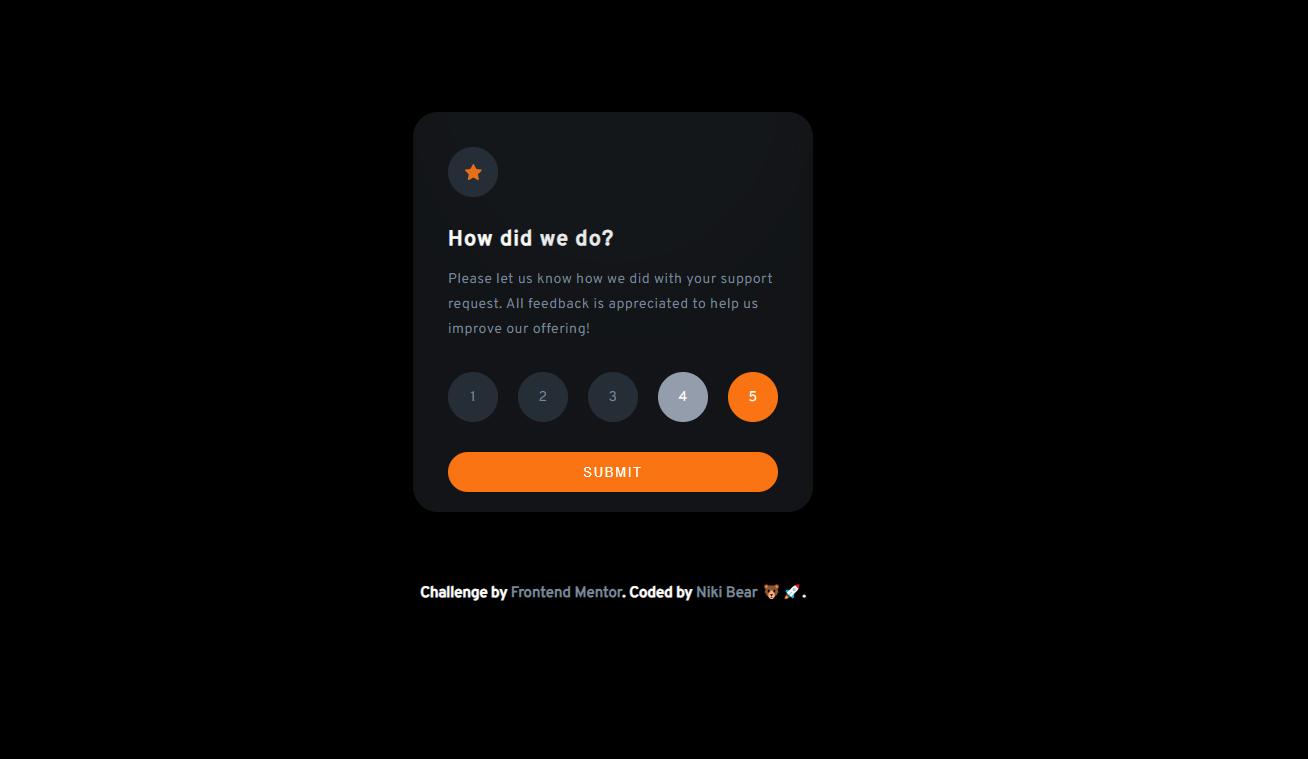 How did we do?
Please let us know how we did with your support
request. All feedback is appreciated to help us
improve our offering!
1 2 3 4 5
SUBMIT
Challenge by Frontend Mentor. Coded by Niki Bear 🐻 🚀.